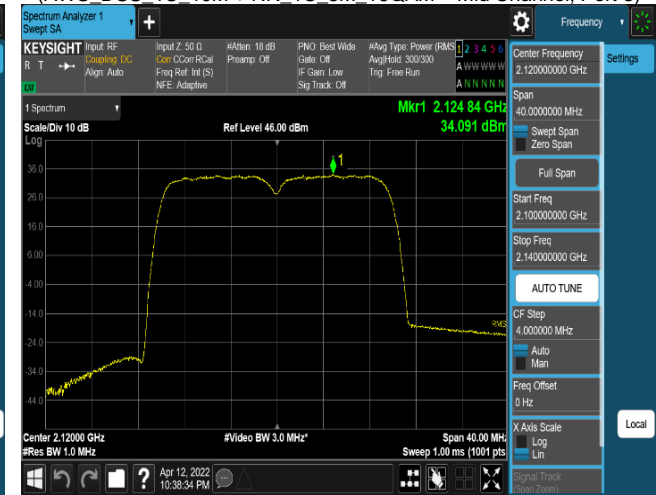 Spectrum Analyzer 1
Swept SA
+
Frequency
KEYSIGHT
R T
LXI
Input: RF
Coupling: DC
Align: Auto
Input Z: 50 Ω
Corr CCorr RCal
Freq Ref: Int (S)
NFE: Adaptive
#Atten: 18 dB
Preamp: Off
PNO: Best Wide
Gate: Off
IF Gain: Low
Sig Track: Off
#Avg Type: Power (RMS
Avg|Hold: 300/300
Trig: Free Run
1 2 3 4 5 6
A W W W W W
A N N N N N
1 Spectrum
Mkr1 2.124 84 GHz
Scale/Div 10 dB
Ref Level 46.00 dBm
34.091 dBm
Log
36.0
26.0
16.0
6.00
-4.00
-14.0
-24.0
-34.0
-44.0
1
RMS
Center 2.12000 GHz
#Video BW 3.0 MHz*
Span 40.00 MHz
#Res BW 1.0 MHz
Sweep 1.00 ms (1001 pts
Apr 12, 2022
10:38:34 PM
?
Center Frequency
2.120000000 GHz
Settings
Span
40.0000000 MHz
Swept Span
Zero Span
Full Span
Start Freq
2.100000000 GHz
Stop Freq
2.140000000 GHz
AUTO TUNE
CF Step
4.000000 MHz
Auto
Man
Freq Offset
0 Hz
X Axis Scale
Log
Lin
Local
Signal Track
(Span Zoom)